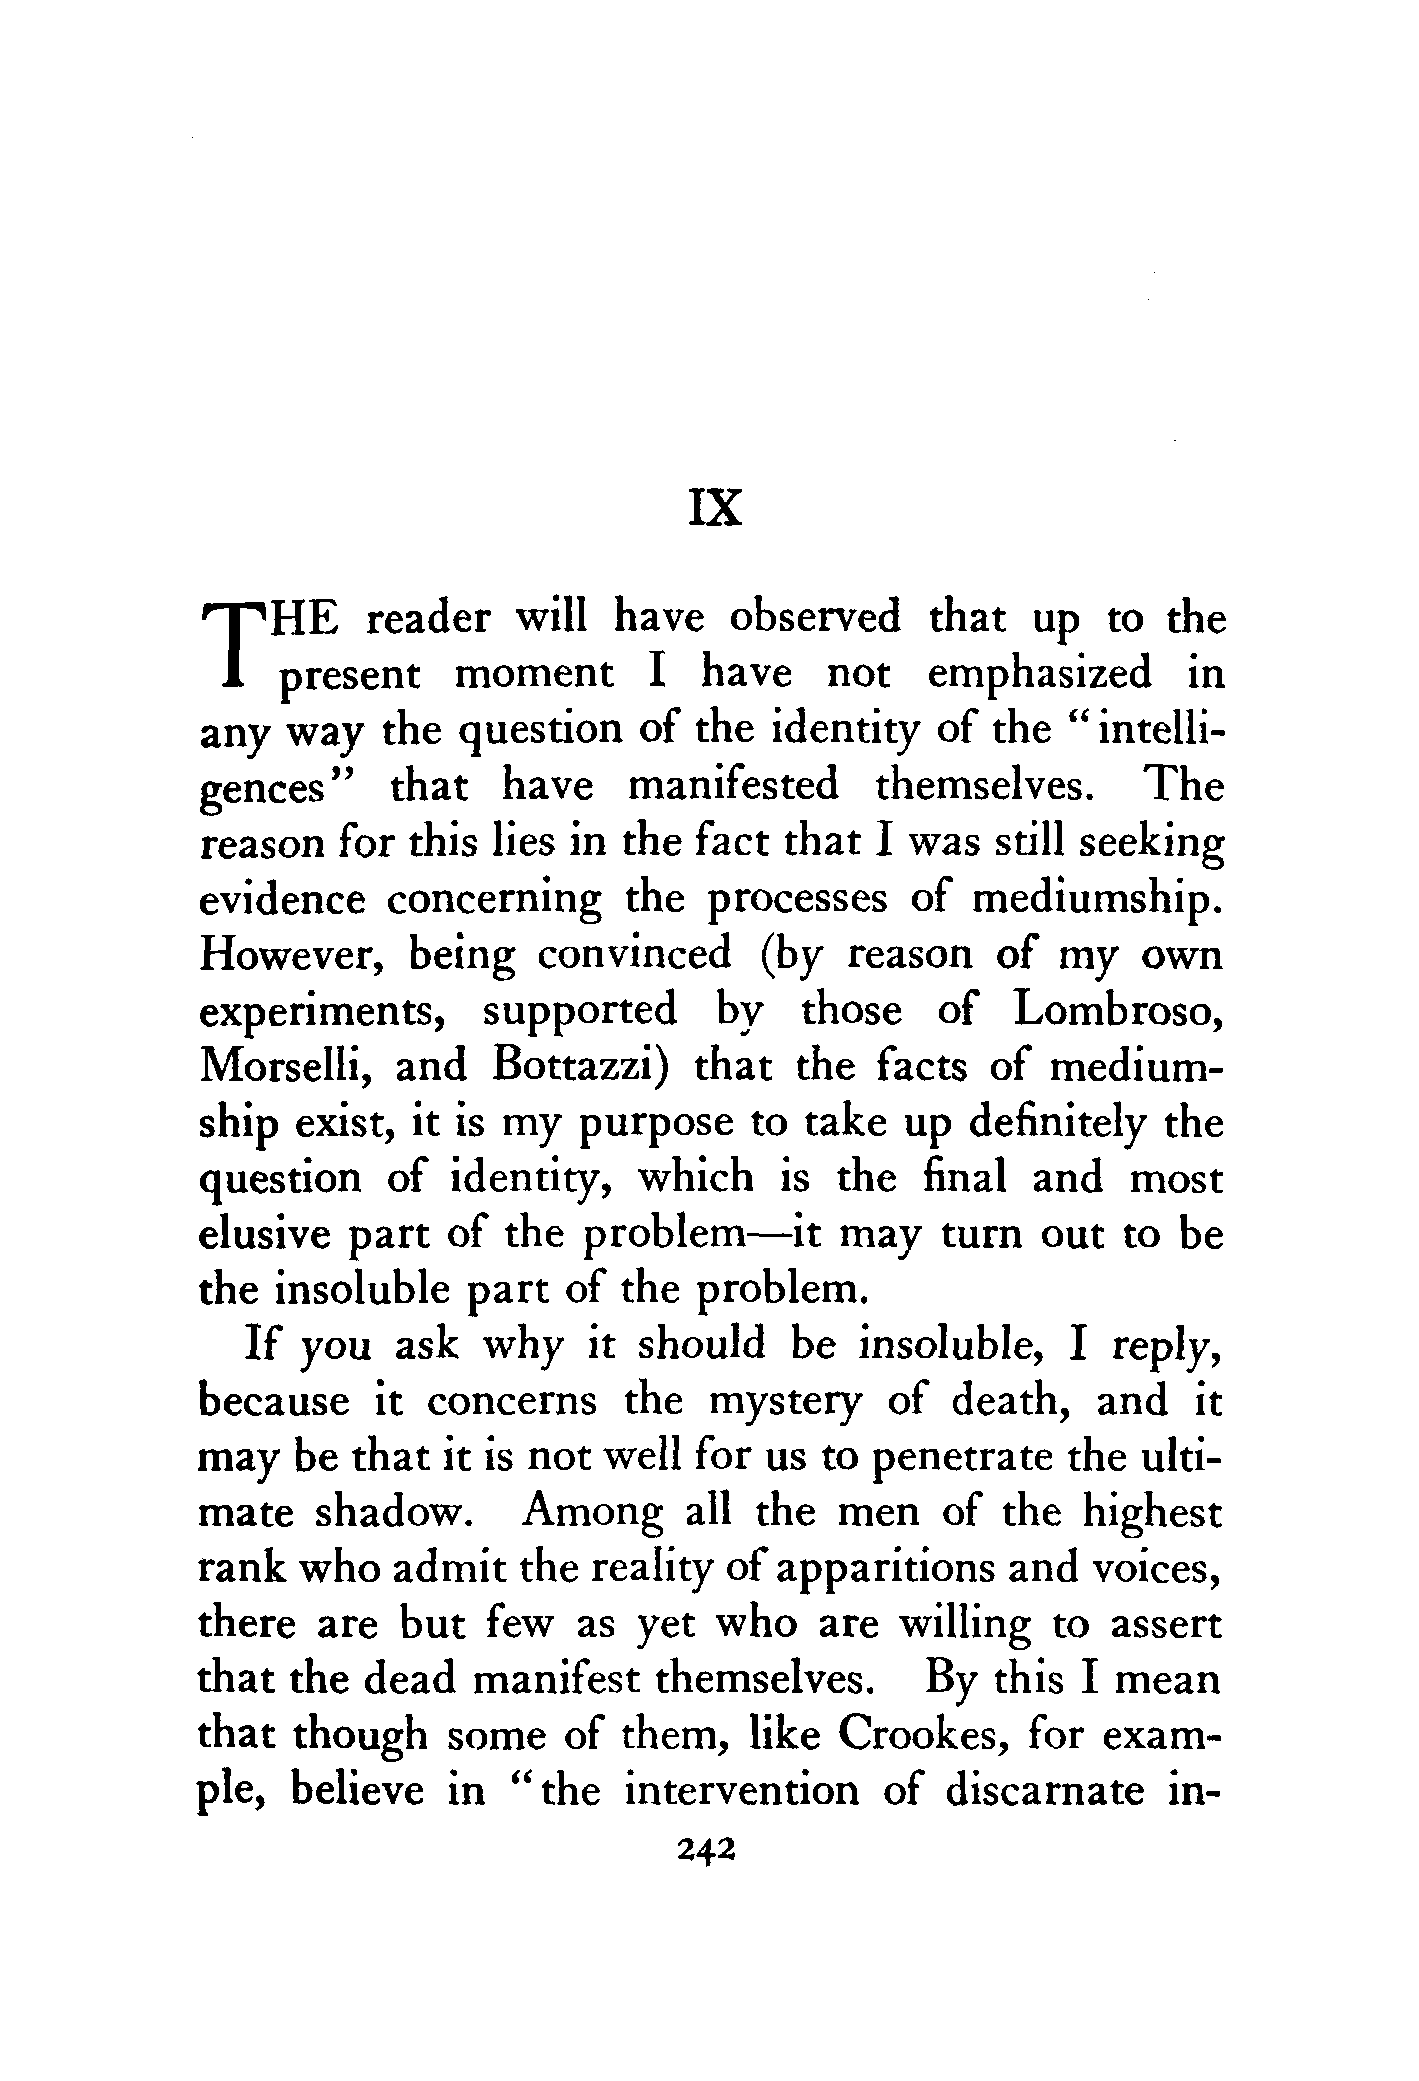 IX
THE reader will have observed that up to the
present moment I have not emphasized in
any way the question of the identity of the “intelli-
gences” that have manifested themselves. The
reason for this lies in the fact that I was still seeking
evidence concerning the processes of mediumship.
However, being convinced (by reason of my own
experiments, supported by those of Lombroso,
Morselli, and Bottazzi) that the facts of medium-
ship exist, it is my purpose to take up definitely the
question of identity, which is the final and most
elusive part of the problem—it may turn out to be
the insoluble part of the problem.
If you ask why it should be insoluble, I reply,
because it concerns the mystery of death, and it
may be that it is not well for us to penetrate the ulti-
mate shadow. Among all the men of the highest
rank who admit the reality of apparitions and voices,
there are but few as yet who are willing to assert
that the dead manifest themselves. By this I mean
that though some of them, like Crookes, for exam-
ple, believe in “the intervention of discarnate in-
242